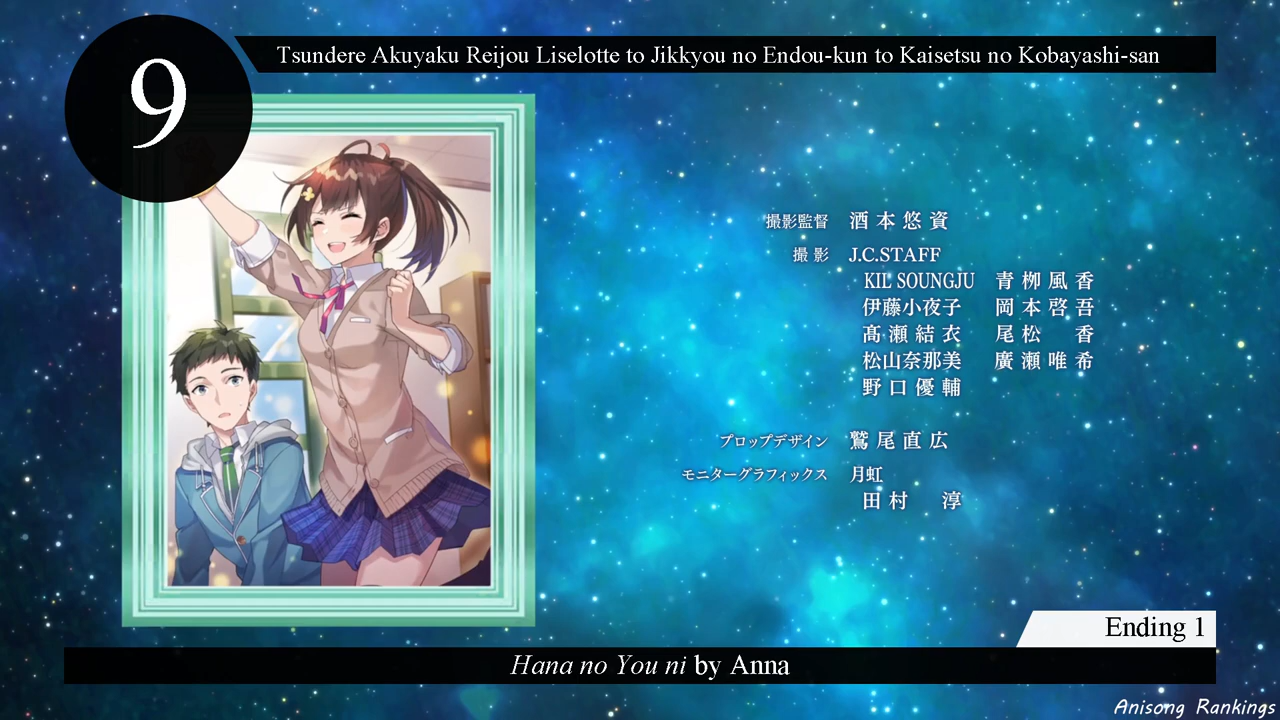 9
Tsundere Akuyaku Reijou Liselotte to Jikkyou no Endou-kun to Kaisetsu no Kobayashi-san
撮影監督 酒本悠資
撮影 J.C.STAFF
KIL SOUNGJU 青栁風香
伊藤小夜子 岡本啓吾
髙瀬結衣 尾松 香
松山奈那美 廣瀬唯希
野口優輔
プロップデザイン 鷲尾直広
モニターグラフィックス 月虹
田村 淳
Ending 1
Hana no You ni by Anna
Anisong Rankings